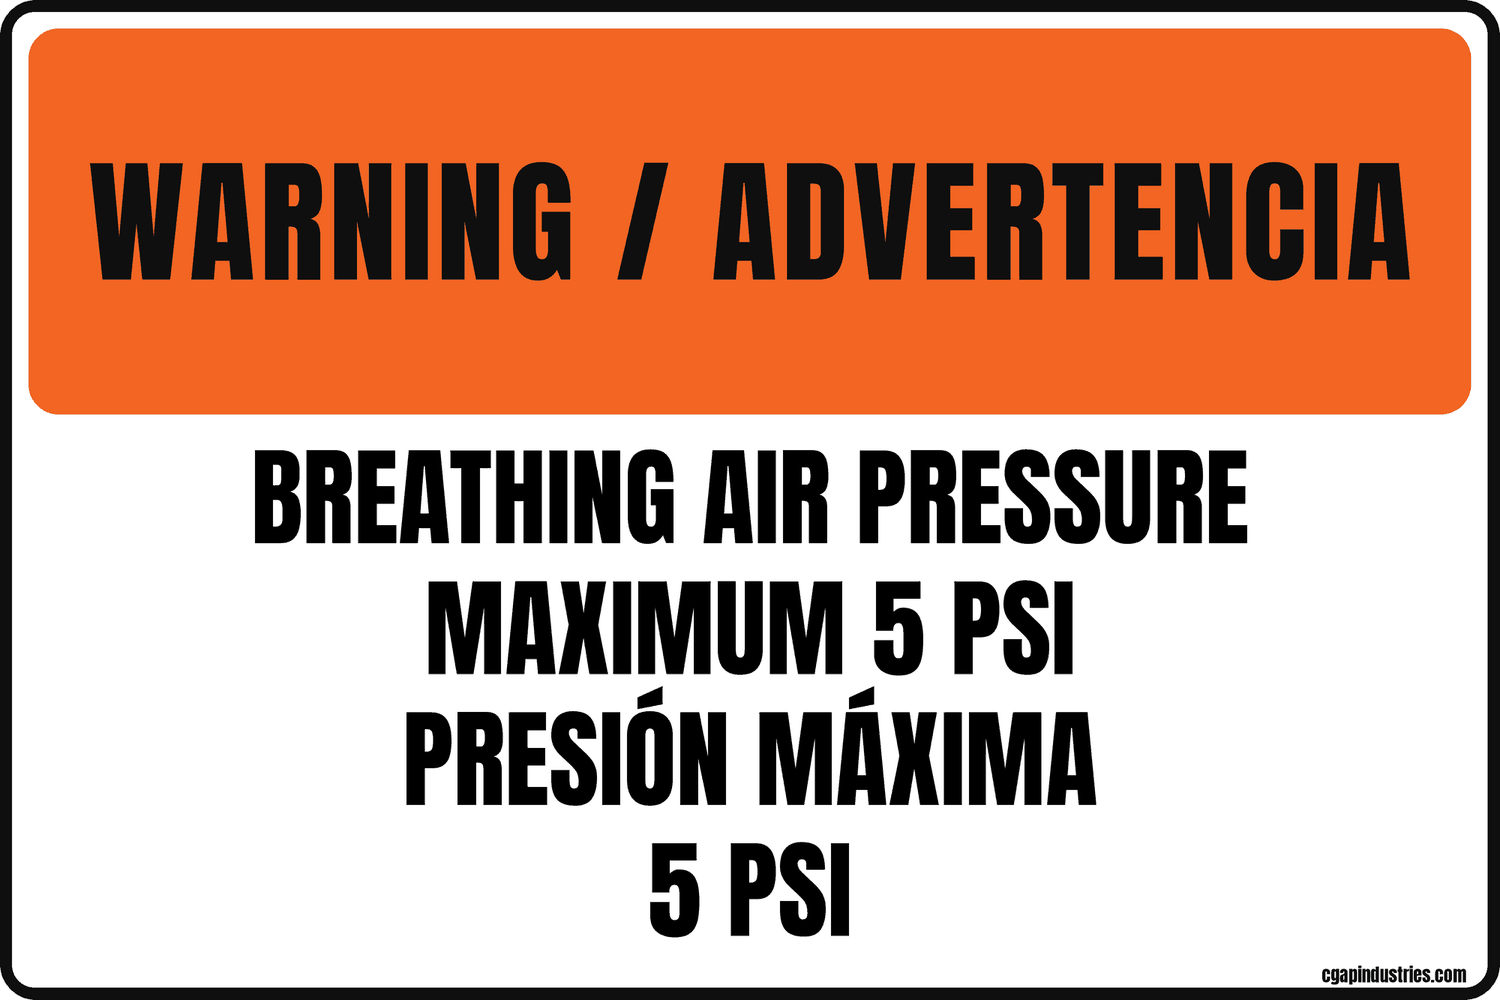 WARNING / ADVERTENCIA
BREATHING AIR PRESSURE
MAXIMUM 5 PSI
PRESIÓN MÁXIMA
5 PSI
cgapindustries.com